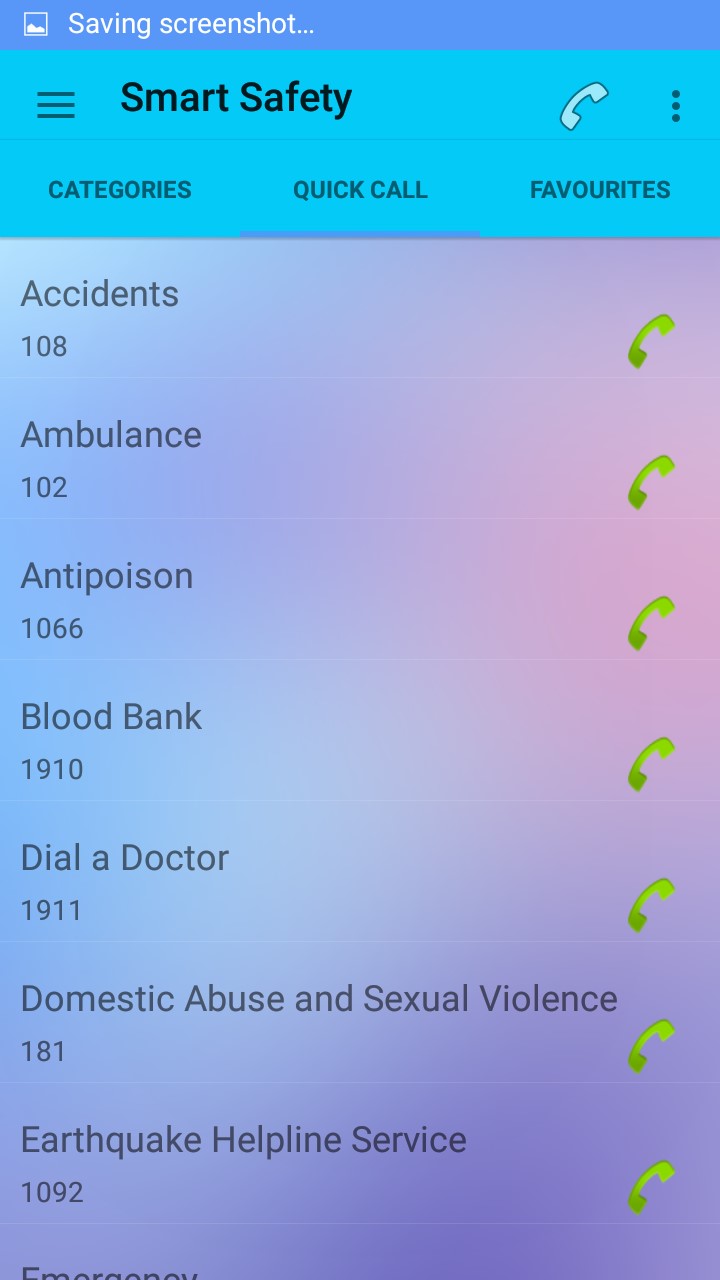 Saving screenshot...
Smart Safety
CATEGORIES QUICK CALL FAVOURITES
Accidents
108
Ambulance
102
Antipoison
1066
Blood Bank
1910
Dial a Doctor
1911
Domestic Abuse and Sexual Violence
181
Earthquake Helpline Service
1092
Emergency